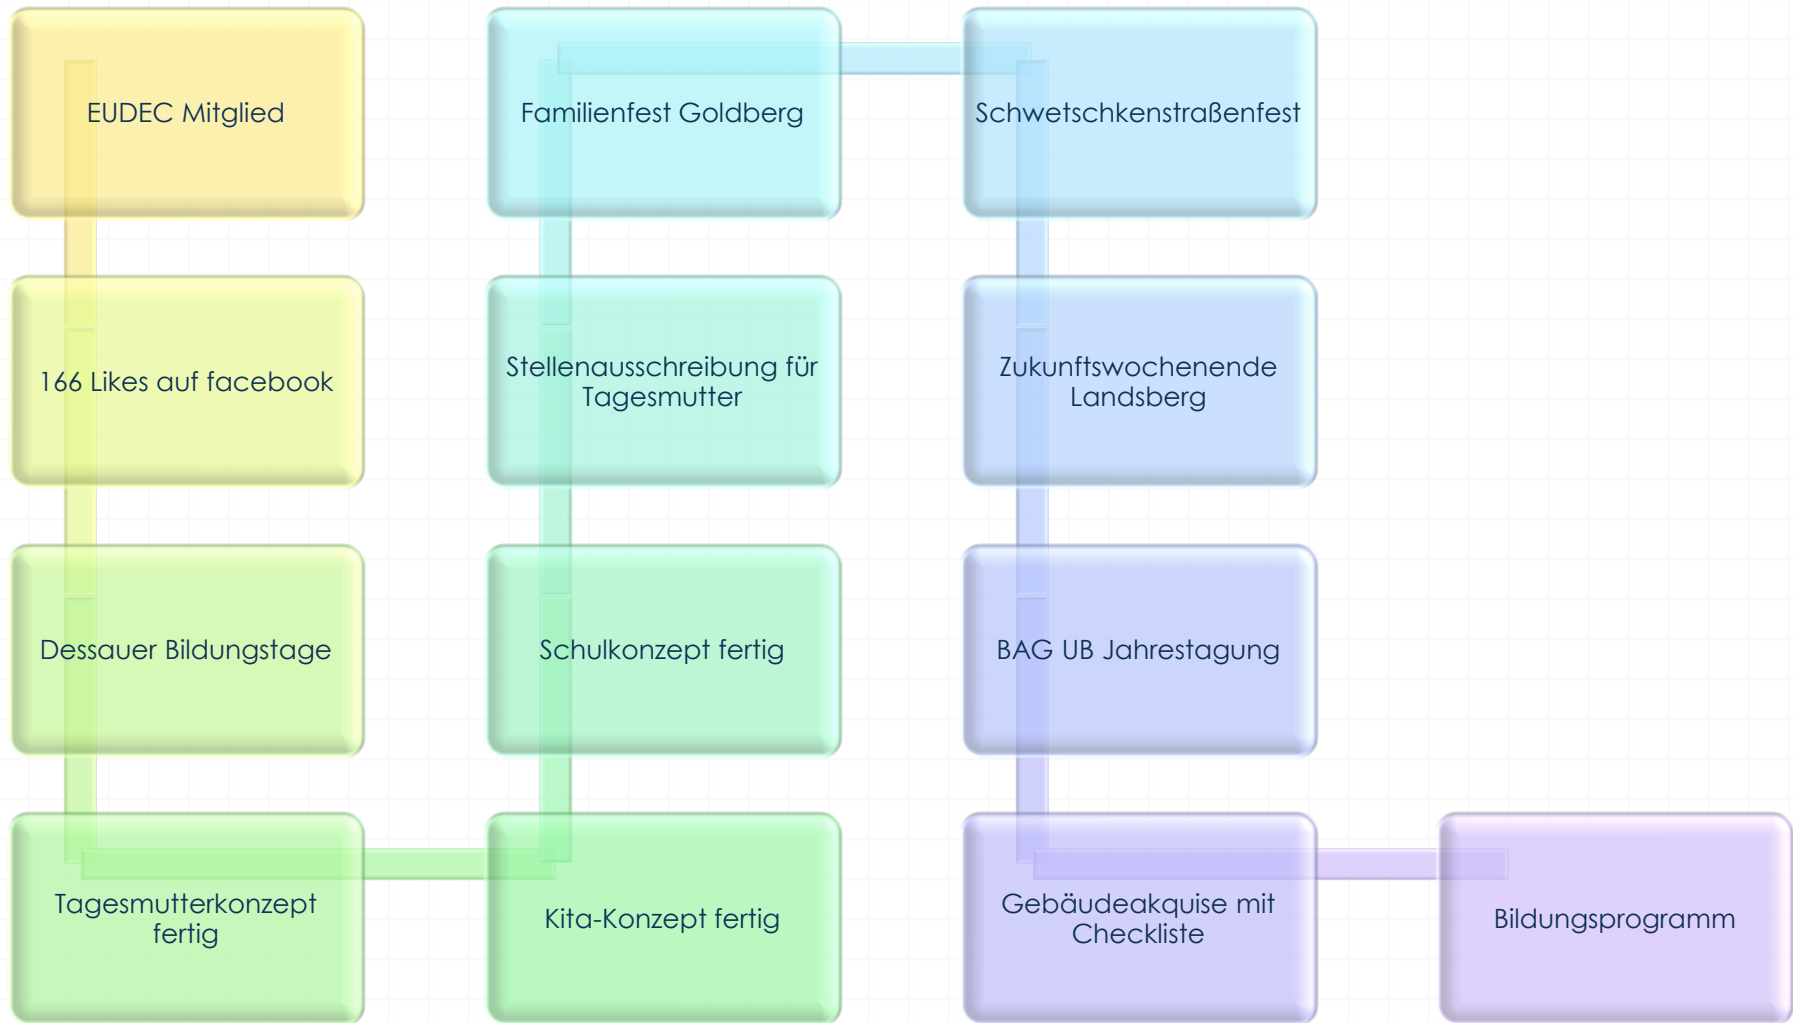 EUDEC Mitglied
166 Likes auf facebook
Dessauer Bildungstage
Tagesmutterkonzept
fertig
Kita-Konzept fertig
Schulkonzept fertig
Stellenausschreibung für
Tagesmutter
Familienfest Goldberg
Schwetschkenstraßenfest
Zukunftswochenende
Landsberg
BAG UB Jahrestagung
Gebäudeakquise mit
Checkliste
Bildungsprogramm